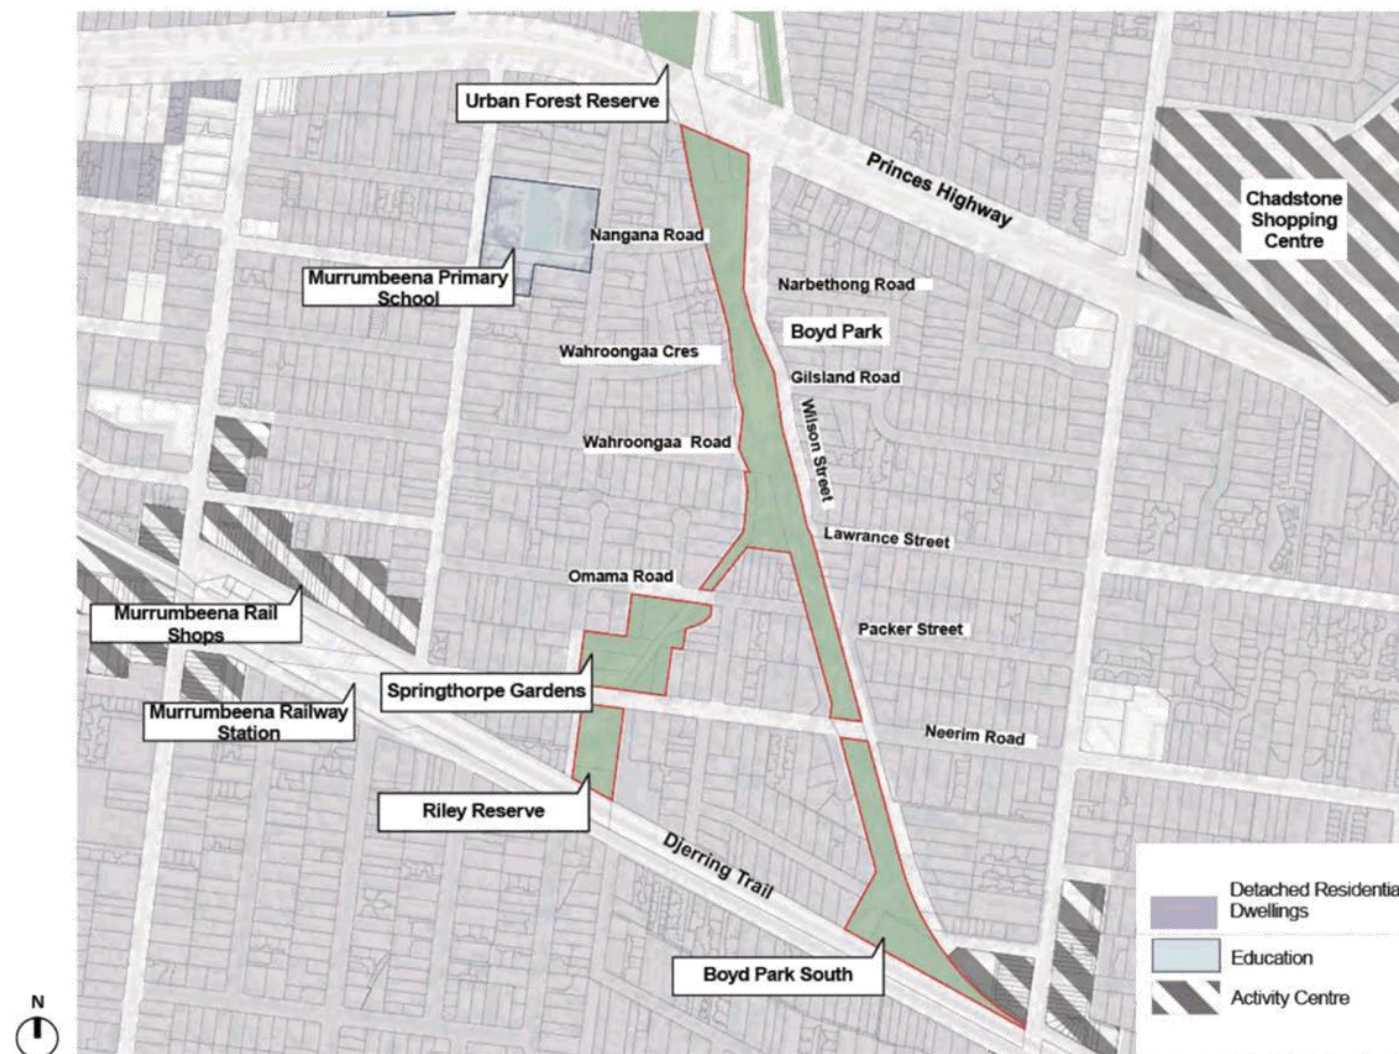 Urban Forest Reserve
Princes Highway
Chadstone
Shopping
Centre
Nangana Road
Murrumbeena Primary
School
Narbethong Road
Boyd Park
Wahroongaa Cres
Gilsland Road
Wilson Street
Wahroongaa Road
Lawrance Street
Omama Road
Murrumbeena Rail
Shops
Packer Street
Springthorpe Gardens
Murrumbeena Railway
Station
Neerim Road
Riley Reserve
Djerring Trail
Boyd Park South
Detached Residentia
Dwellings
Education
Activity Centre
N